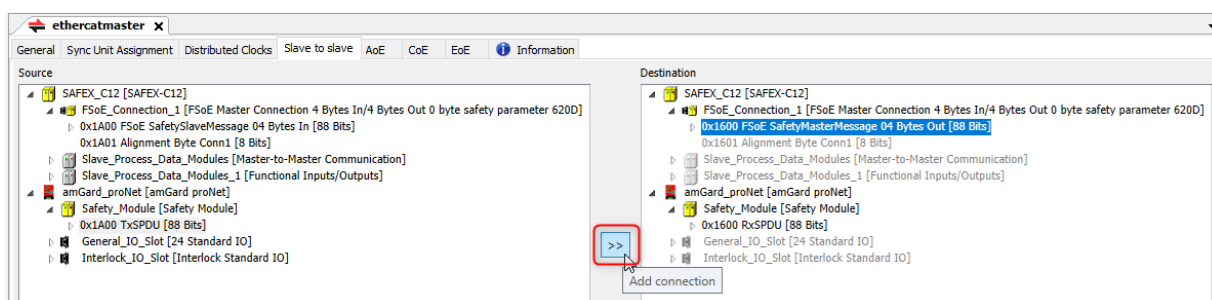 ethercatmaster x
General Sync Unit Assignment Distributed Clocks Slave to slave AoE CoE EoE Information
Source
SAFEX_C12 [SAFEX-C12]
FSoE_Connection_1 [FSoE Master Connection 4 Bytes In/4 Bytes Out 0 byte safety parameter 620D]
0x1A00 FSoE SafetySlaveMessage 04 Bytes In [88 Bits]
0x1A01 Alignment Byte Conn1 [8 Bits]
Slave_Process_Data_Modules [Master-to-Master Communication]
Slave_Process_Data_Modules_1 [Functional Inputs/Outputs]
amGard_proNet [amGard proNet]
Safety_Module [Safety Module]
0x1A00 TxSPDU [88 Bits]
General_IO_Slot [24 Standard IO]
Interlock_IO_Slot [Interlock Standard IO]
>>
Add connection
Destination
SAFEX_C12 [SAFEX-C12]
FSoE_Connection_1 [FSoE Master Connection 4 Bytes In/4 Bytes Out 0 byte safety parameter 620D]
0x1600 FSoE SafetyMasterMessage 04 Bytes Out [88 Bits]
0x1601 Alignment Byte Conn1 [8 Bits]
Slave_Process_Data_Modules [Master-to-Master Communication]
Slave_Process_Data_Modules_1 [Functional Inputs/Outputs]
amGard_proNet [amGard proNet]
Safety_Module [Safety Module]
0x1600 RxSPDU [88 Bits]
General_IO_Slot [24 Standard IO]
Interlock_IO_Slot [Interlock Standard IO]